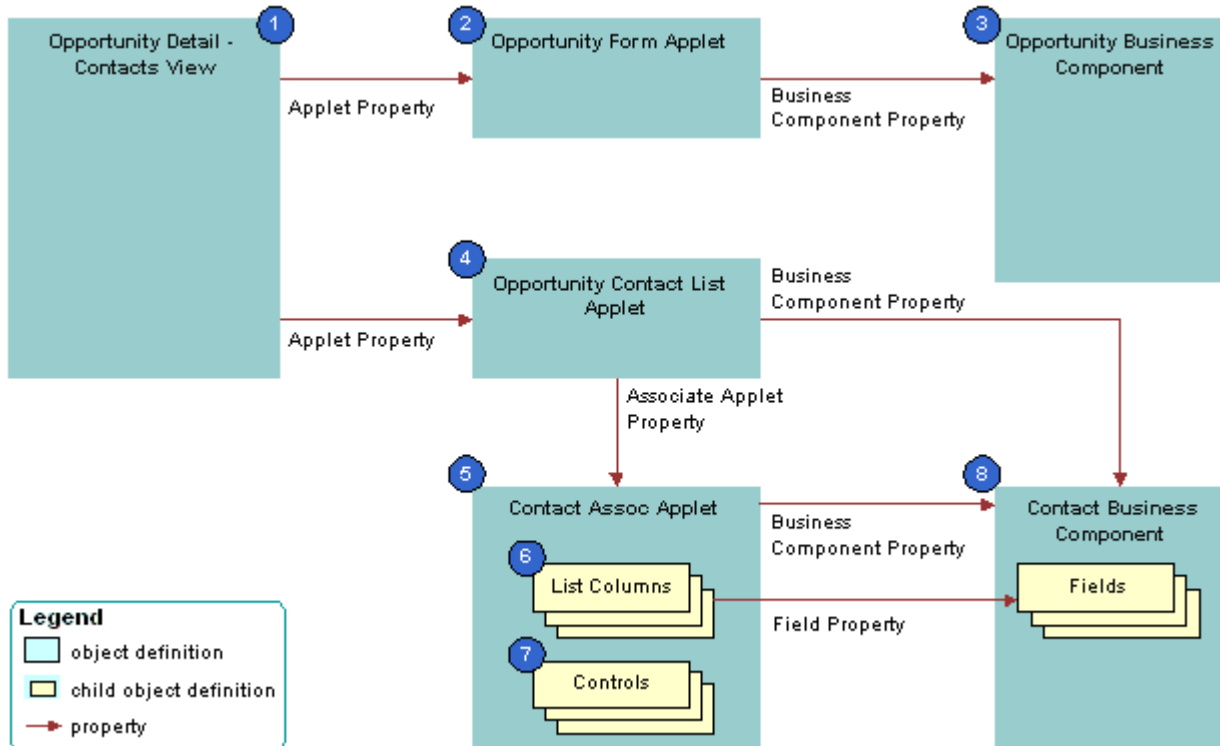 1
Opportunity Detail -
Contacts View
2
Opportunity Form Applet
3
Opportunity Business
Component
Applet Property
Business
Component Property
4
Opportunity Contact List
Applet
Business
Component Property
Applet Property
Associate Applet
Property
5
Contact Assoc Applet
8
Contact Business
Component
Business
Component Property
6
List Columns
Fields
Field Property
7
Controls
Legend
object definition
child object definition
property